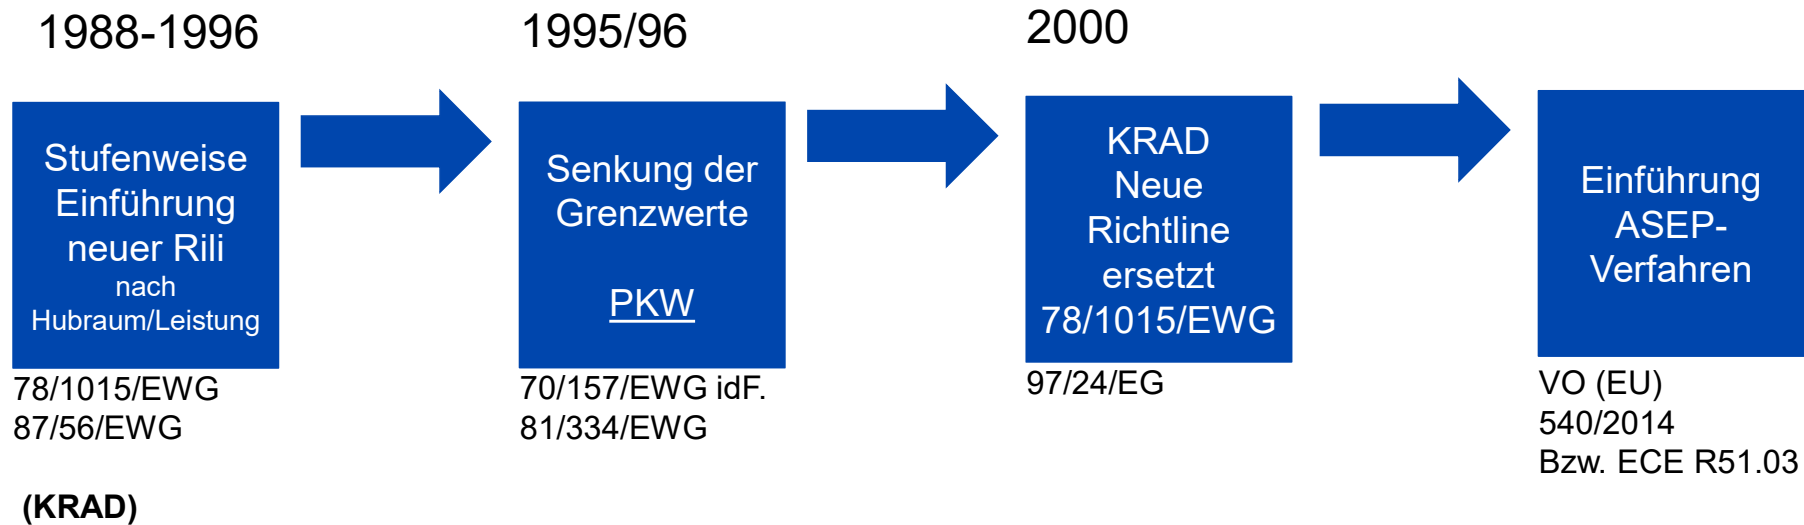 1988-1996
Stufenweise
Einführung
neuer Rili
nach
Hubraum/Leistung
78/1015/EWG
87/56/EWG
(KRAD)
1995/96
Senkung der
Grenzwerte
PKW
70/157/EWG idF.
81/334/EWG
2000
KRAD
Neue
Richtline
ersetzt
78/1015/EWG
97/24/EG
Einführung
ASEP-
Verfahren
VO (EU)
540/2014
Bzw. ECE R51.03